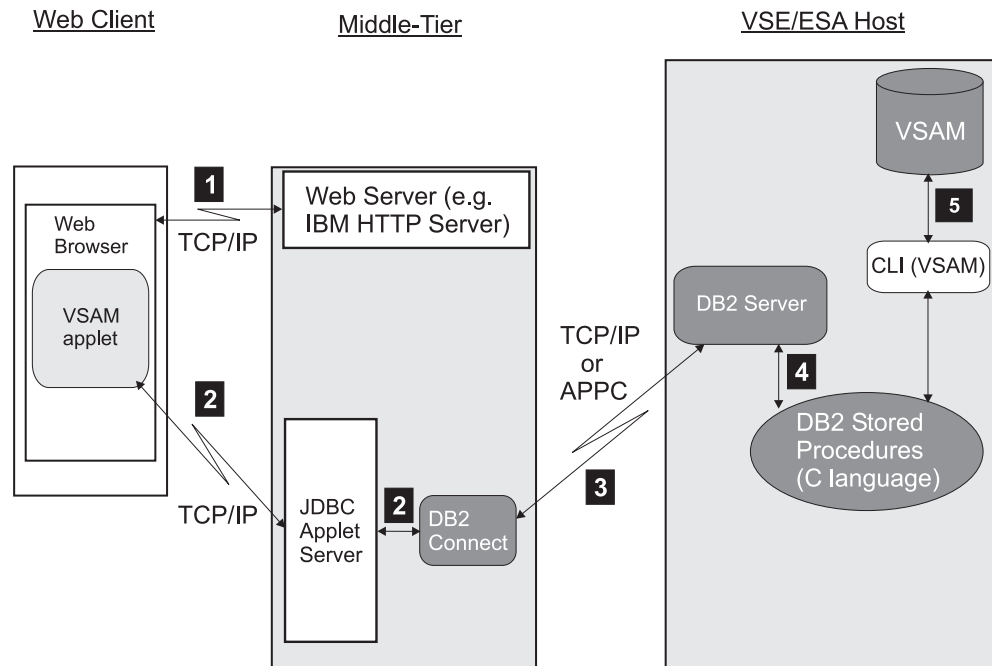 Web Client
Middle-Tier
VSE/ESA Host
VSAM
1
Web Server (e.g.
IBM HTTP Server)
TCP/IP
Web
Browser
VSAM
applet
5
CLI (VSAM)
DB2 Server
TCP/IP
or
APPC
4
2
DB2 Stored
Procedures
(C language)
3
TCP/IP
JDBC
Applet
Server
2
DB2
Connect